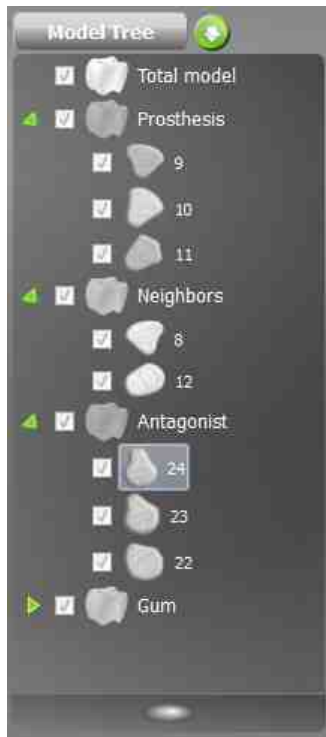 Model Tree
Total model
Prosthesis
9
10
11
Neighbors
8
12
Antagonist
24
23
22
Gum